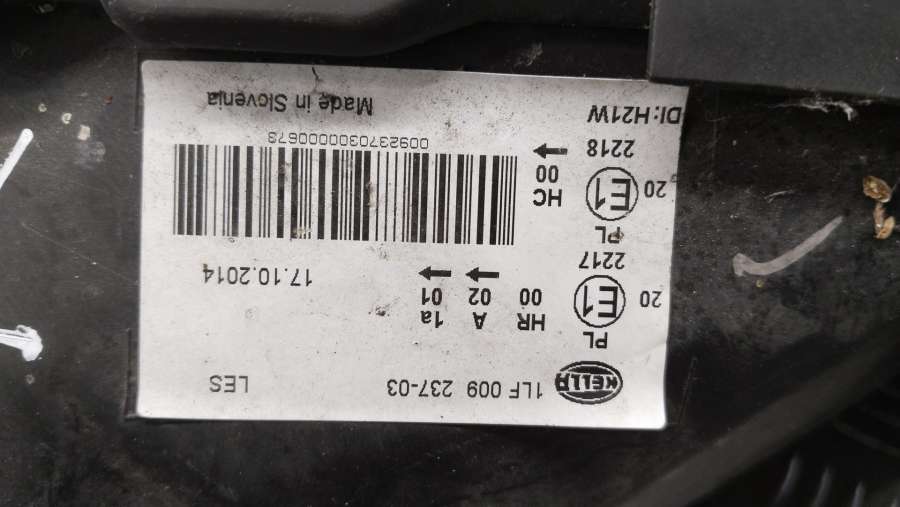 HELLA 1LF 009 237-03 LES
PL
20 E1 HR A 1a
00 02 01
2217
17.10.2014
PL
20 E1 HC
00
2218
DI:H21W
0092370300000678
Made in Slovenia